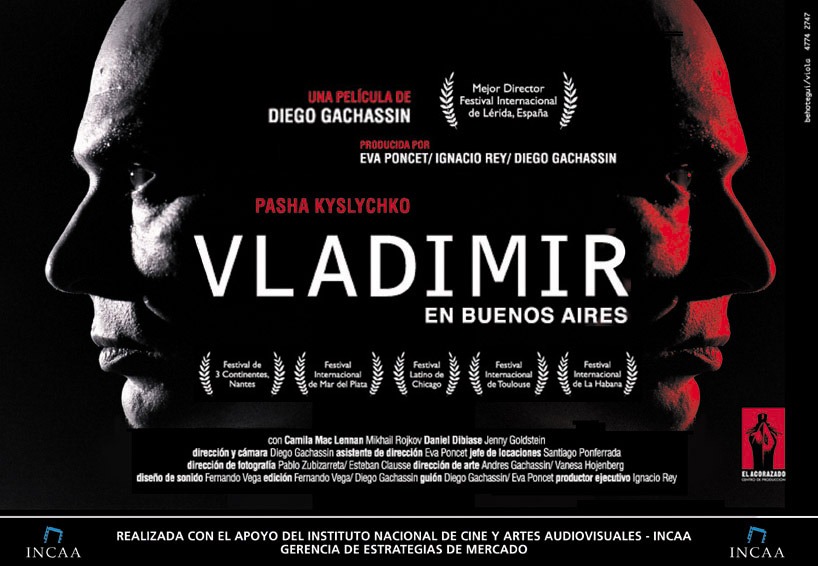 behotegui/viola 4774 2747
UNA PELÍCULA DE
DIEGO GACHASSIN
Mejor Director
Festival Internacional
de Lérida, España
PRODUCIDA POR
EVA PONCET/ IGNACIO REY/ DIEGO GACHASSIN
PASHA KYSLYCHKO
VLADIMIR
EN BUENOS AIRES
Festival de
3 Continentes,
Nantes
Festival
Internacional
de Mar del Plata
Festival
Latino de
Chicago
Festival
Internacional
de Toulouse
Festival
Internacional
de La Habana
con Camila Mac Lennan Mikhail Rojkov Daniel Dibiase Jenny Goldstein
dirección y cámara Diego Gachassin asistente de dirección Eva Poncet jefe de locaciones Santiago Ponferrada
dirección de fotografía Pablo Zubizarreta/ Esteban Clausse dirección de arte Andres Gachassin/ Vanesa Hojenberg
diseño de sonido Fernando Vega edición Fernando Vega/ Diego Gachassin guión Diego Gachassin/ Eva Poncet productor ejecutivo Ignacio Rey
EL ACORAZADO
CENTRO DE PRODUCCION
INCAA
REALIZADA CON EL APOYO DEL INSTITUTO NACIONAL DE CINE Y ARTES AUDIOVISUALES - INCAA
GERENCIA DE ESTRATEGIAS DE MERCADO
INCAA